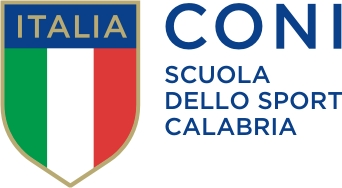 ITALIA
CONI
SCUOLA
DELLO SPORT
CALABRIA